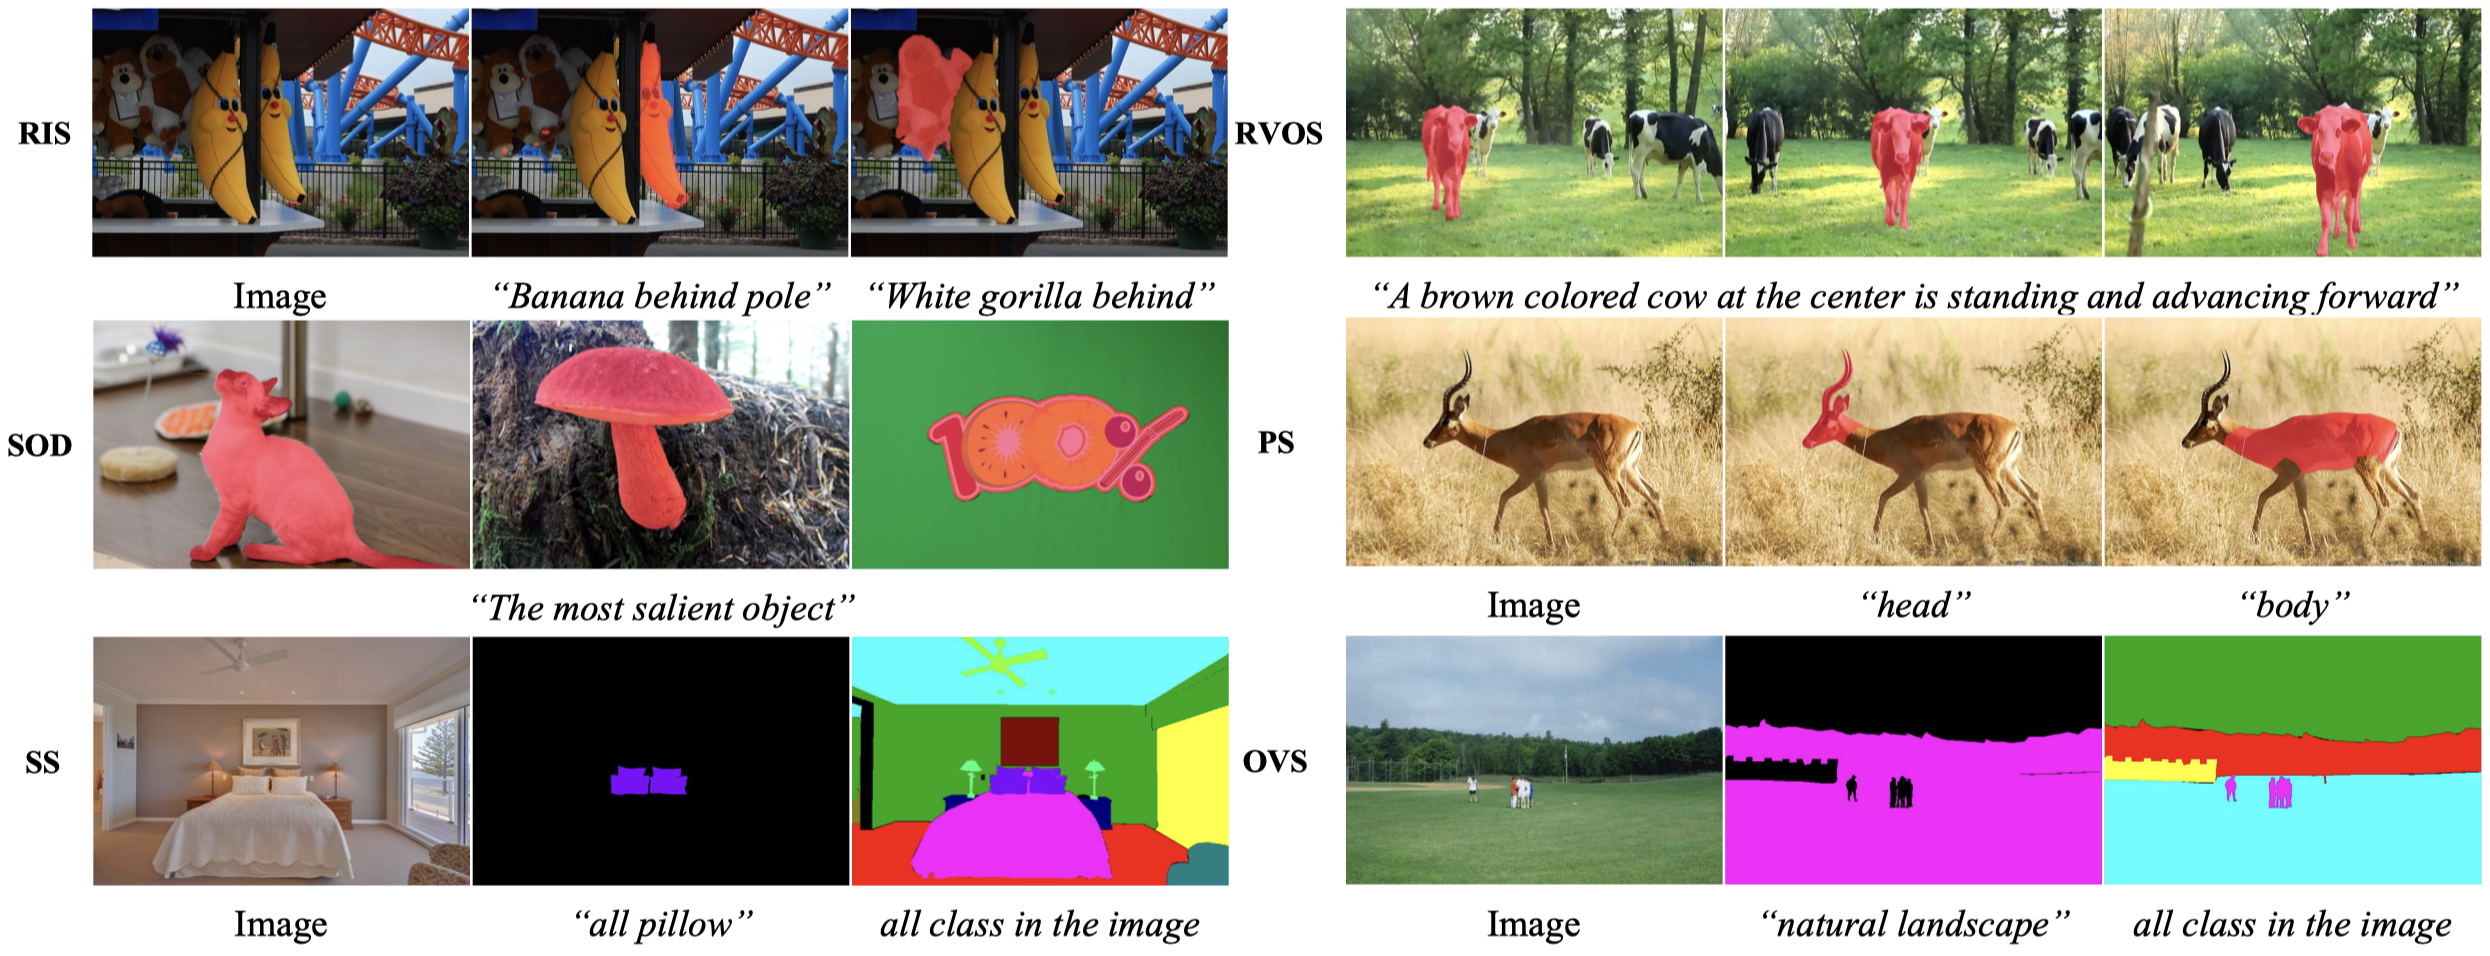 RIS
Image
“Banana behind pole”
“White gorilla behind”
RVOS
“A brown colored cow at the center is standing and advancing forward”
SOD
“The most salient object”
PS
Image
“head”
“body”
SS
Image
“all pillow”
all class in the image
OVS
Image
“natural landscape”
all class in the image